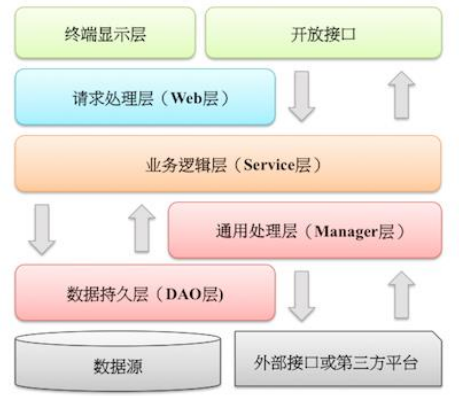 终端显示层
开放接口
请求处理层（Web层）
业务逻辑层（Service层）
通用处理层（Manager层）
数据持久层（DAO层)
数据源
外部接口或第三方平台